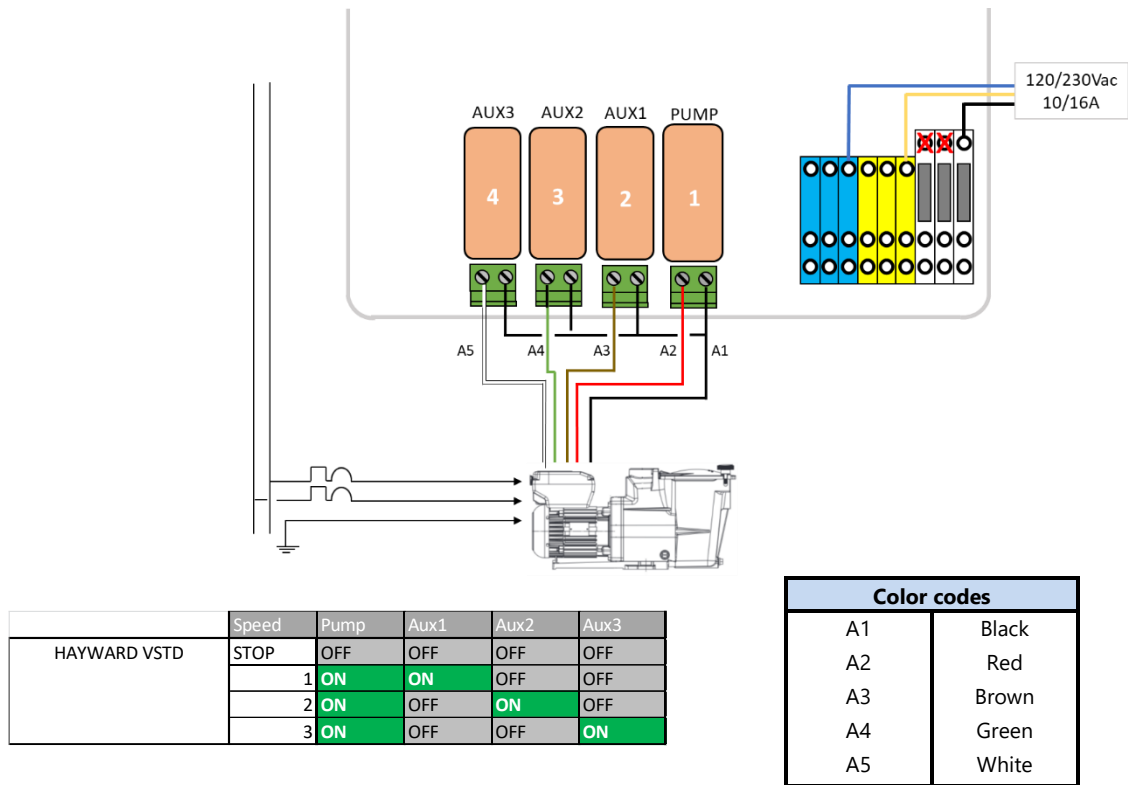 120/230Vac
10/16A
AUX3 AUX2 AUX1 PUMP
4 3 2 1
A5 A4 A3 A2 A1
Speed Pump Aux1 Aux2 Aux3
HAYWARD VSTD STOP OFF OFF OFF OFF
1 ON ON OFF OFF
2 ON OFF ON OFF
3 ON OFF OFF ON
Color codes
A1 Black
A2 Red
A3 Brown
A4 Green
A5 White